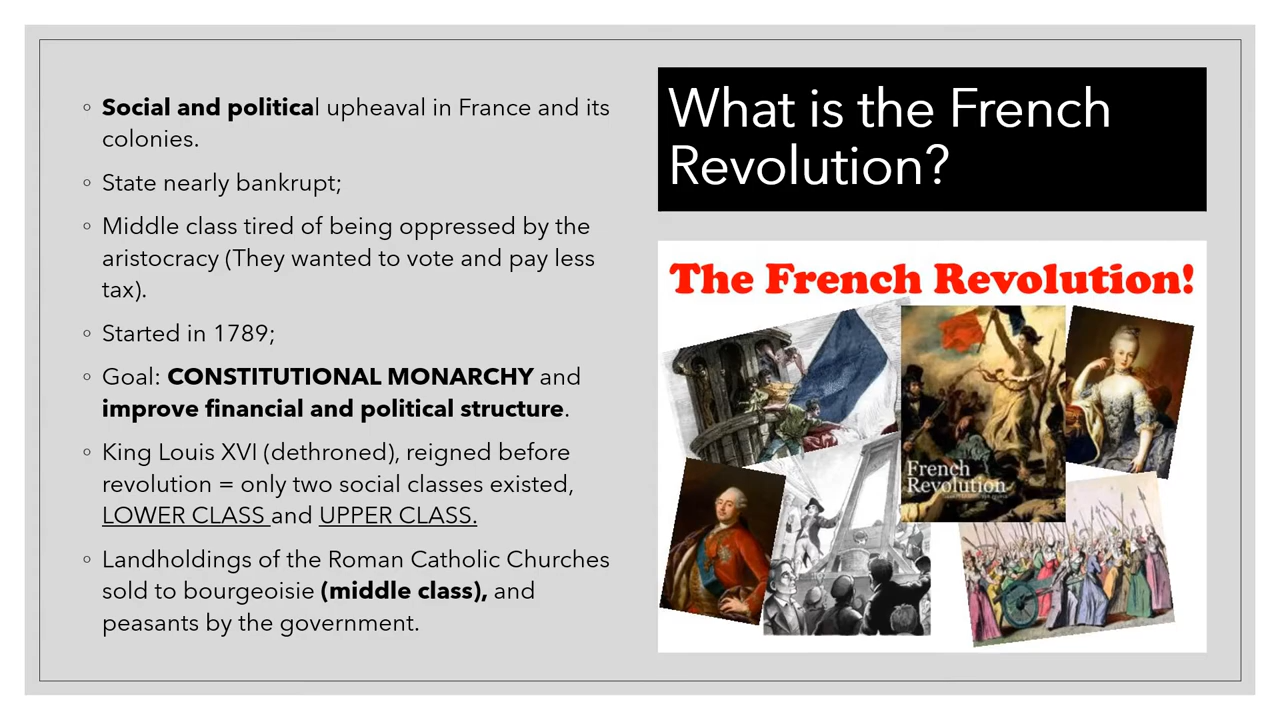 What is the French
Revolution?
◦ Social and political upheaval in France and its
colonies.
◦ State nearly bankrupt;
◦ Middle class tired of being oppressed by the
aristocracy (They wanted to vote and pay less
tax).
◦ Started in 1789;
◦ Goal: CONSTITUTIONAL MONARCHY and
improve financial and political structure.
◦ King Louis XVI (dethroned), reigned before
revolution = only two social classes existed,
LOWER CLASS and UPPER CLASS.
◦ Landholdings of the Roman Catholic Churches
sold to bourgeoisie (middle class), and
peasants by the government.
The French Revolution!
French
Revolution